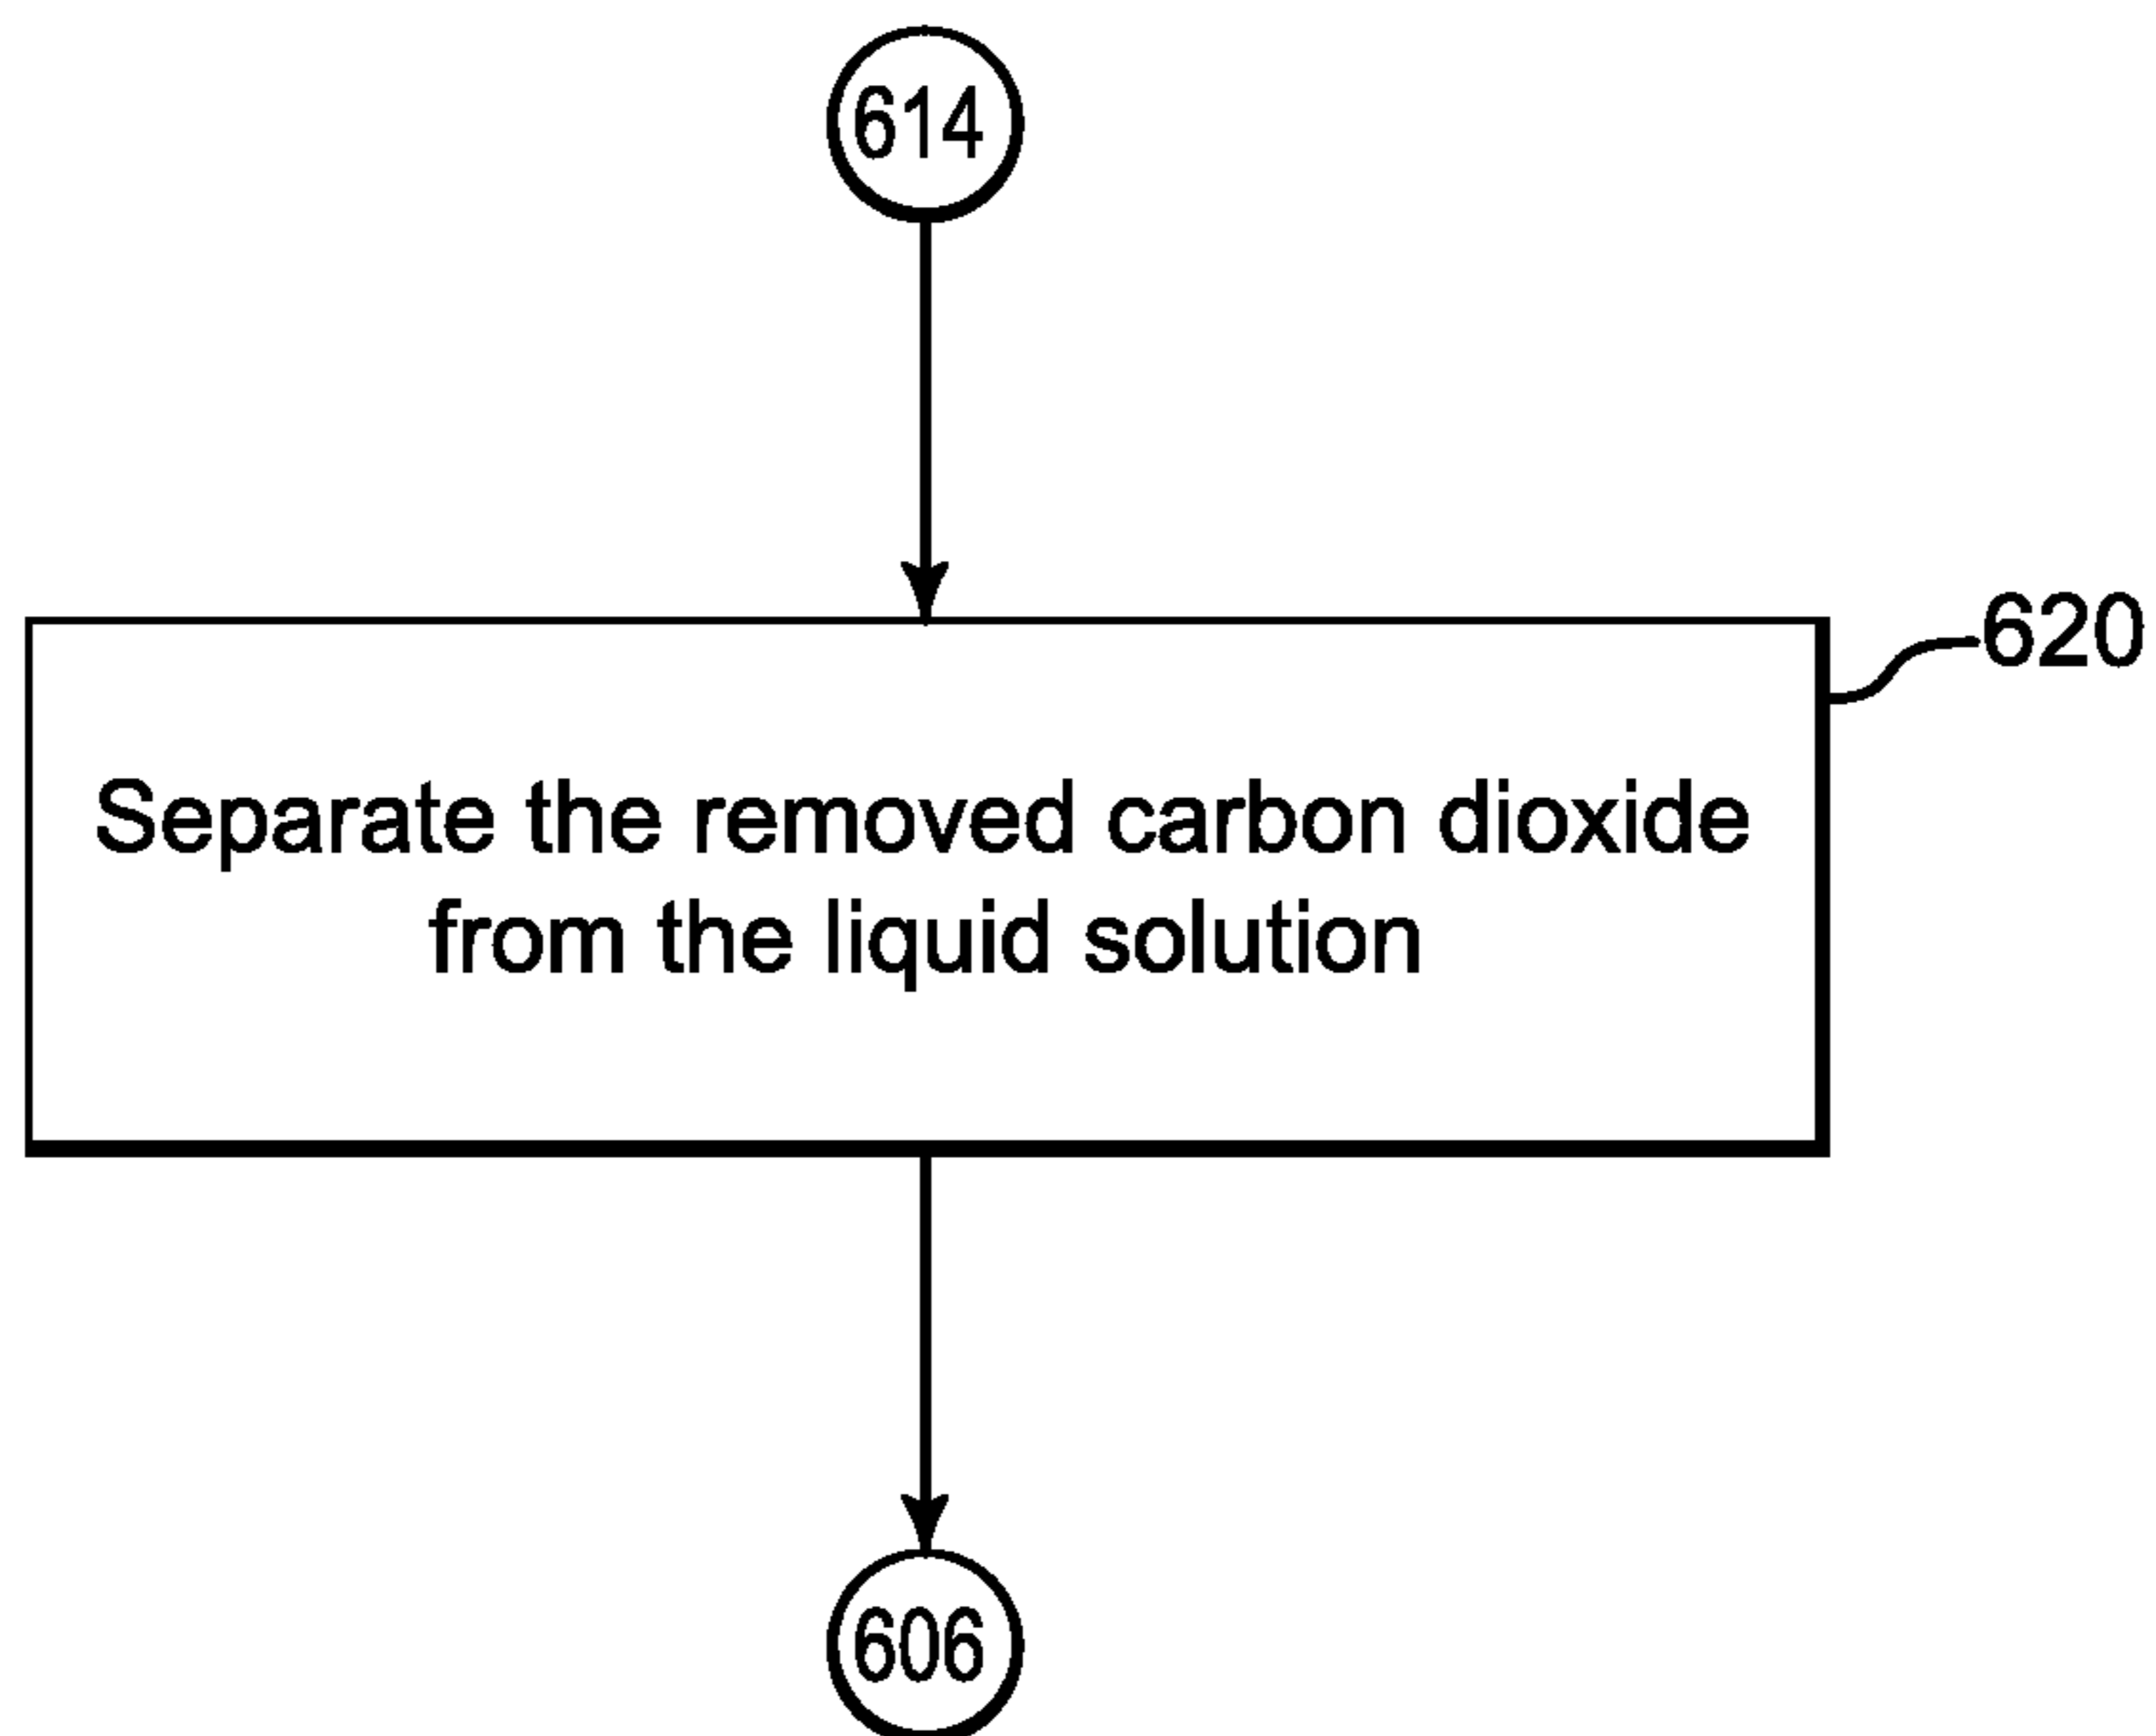 614
620
Separate the removed carbon dioxide
from the liquid solution
606